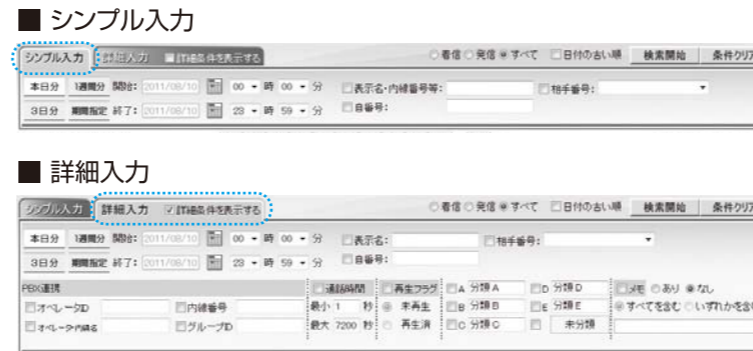 ■ シンプル入力
シンプル入力 詳細入力 詳細条件を表示する 着信 発信 すべて 日付の古い順 検索開始 条件クリア
本日分 1週間分 開始: 2011/08/10 00 時 00 分 表示名・内線番号等: 相手番号:
3日分 期間指定 終了: 2011/08/10 23 時 59 分 自番号:
■ 詳細入力
シンプル入力 詳細入力 詳細条件を表示する 着信 発信 すべて 日付の古い順 検索開始 条件クリア
本日分 1週間分 開始: 2011/08/10 00 時 00 分 表示名: 相手番号:
3日分 期間指定 終了: 2011/08/10 23 時 59 分 自番号:
PBX連携 通話時間 再生フラグ A 分類A D 分類D メモ あり なし
オペレータID 内線番号 最小 1 秒 未再生 B 分類B E 分類E すべてを含む いずれかを含む
オペレータ内線名 グループID 最大 7200 秒 再生済 C 分類C 未分類